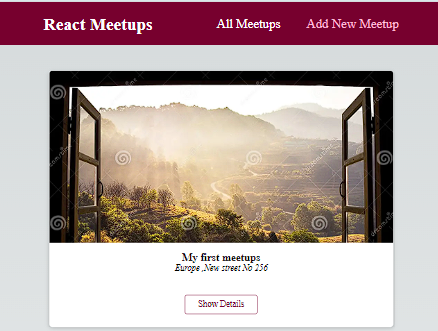 React Meetups All Meetups Add New Meetup
My first meetups
Europe ,New street No 256
Show Details